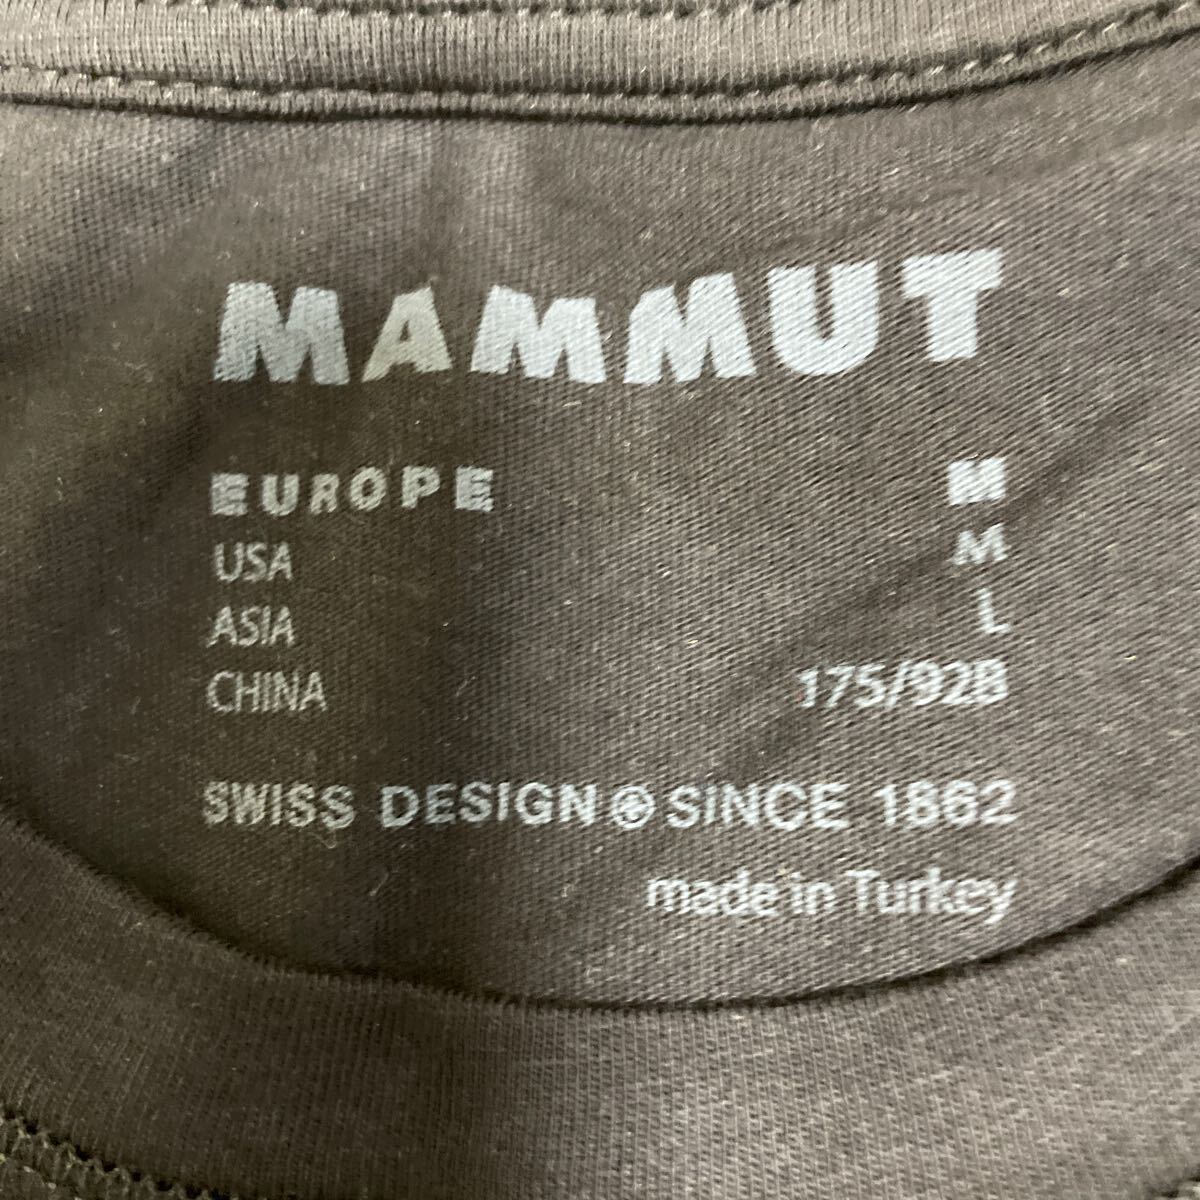 MAMMUT
EUROPE M
USA M
ASIA L
CHINA 175/92B
SWISS DESIGN SINCE 1862
made in Turkey